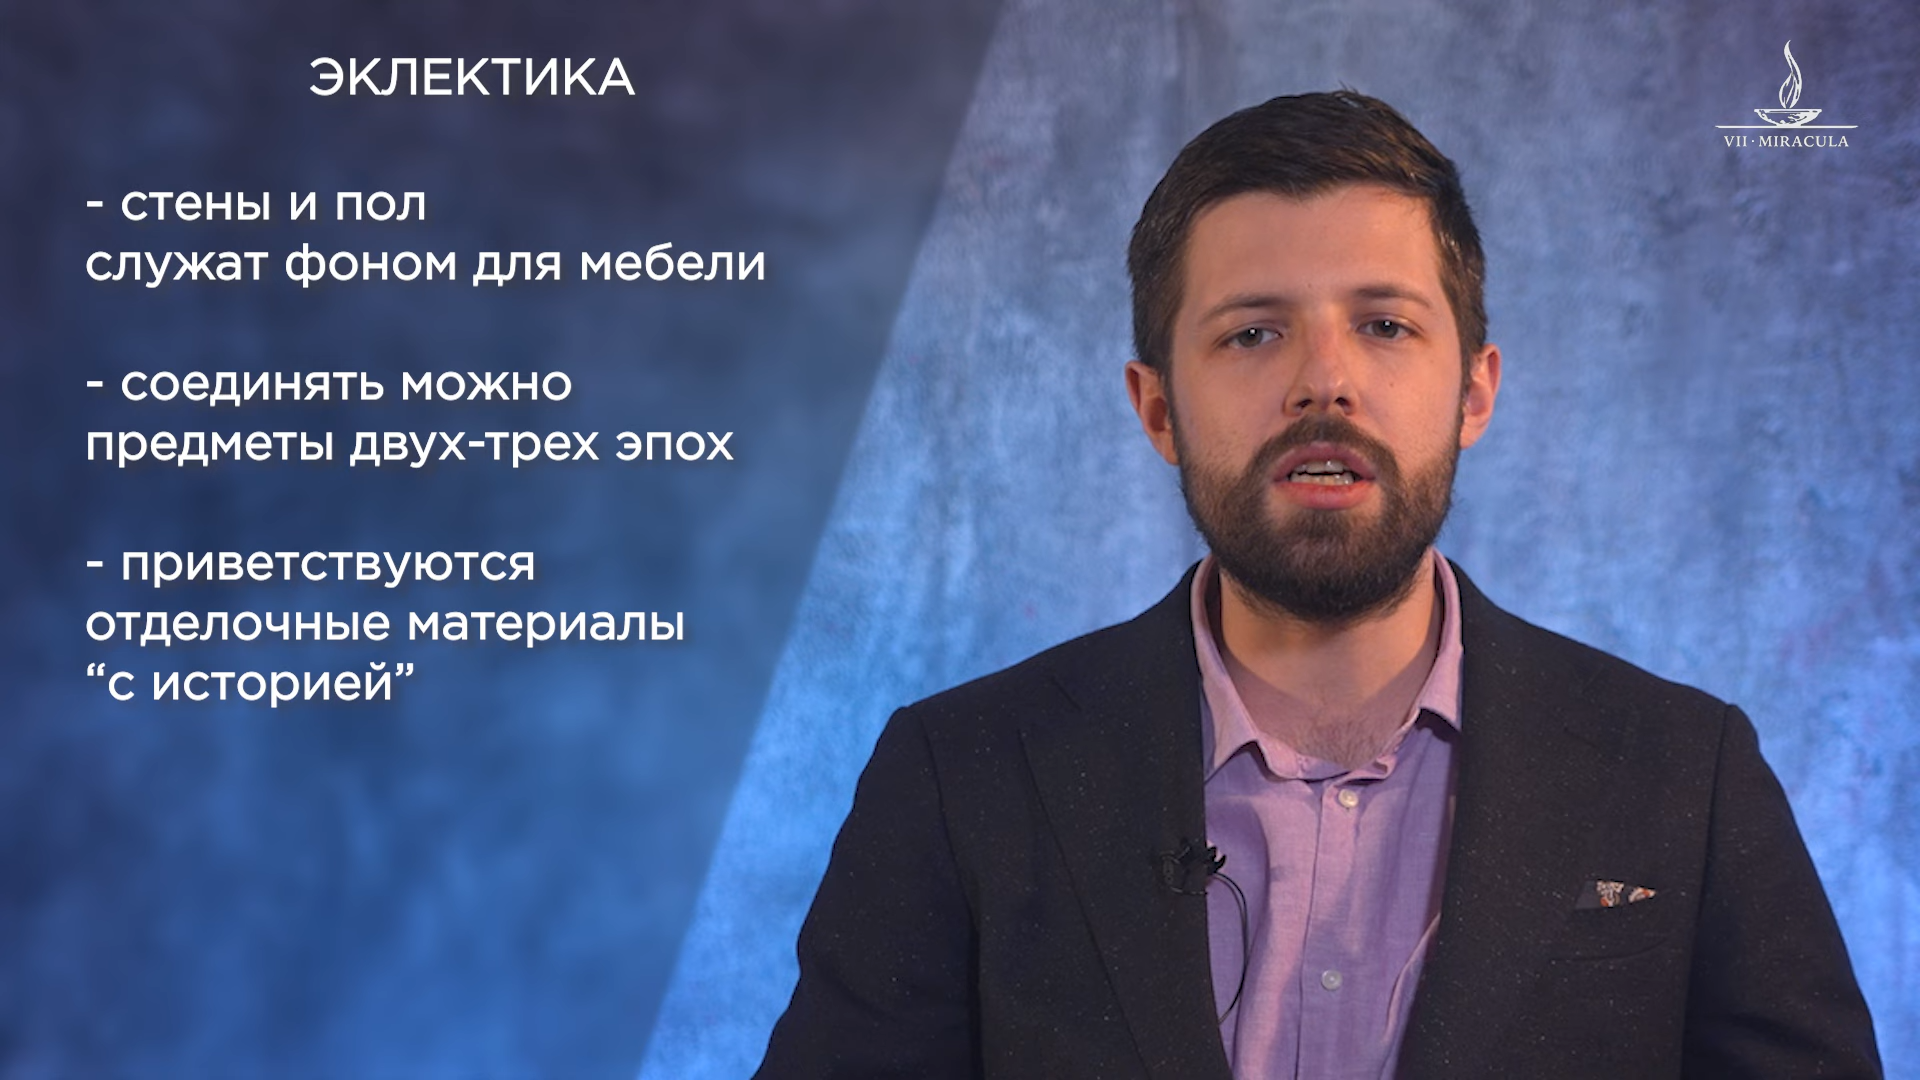 ЭКЛЕКТИКА
- стены и пол
служат фоном для мебели
- соединять можно
предметы двух-трех эпох
- приветствуются
отделочные материалы
“с историей”
VII · MIRACULA